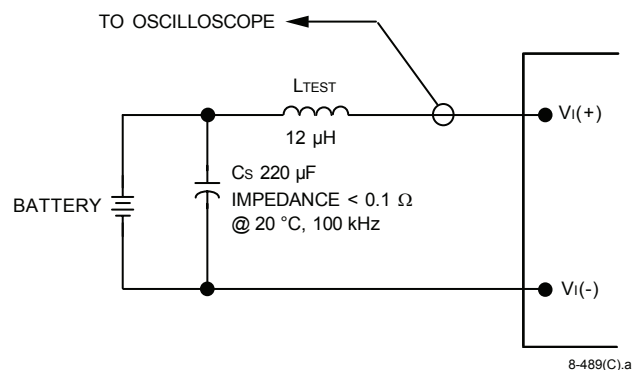 TO OSCILLOSCOPE
LTEST
12 µH
VI(+)
CS 220 µF
IMPEDANCE < 0.1 Ω
@ 20 °C, 100 kHz
BATTERY
VI(-)
8-489(C).a